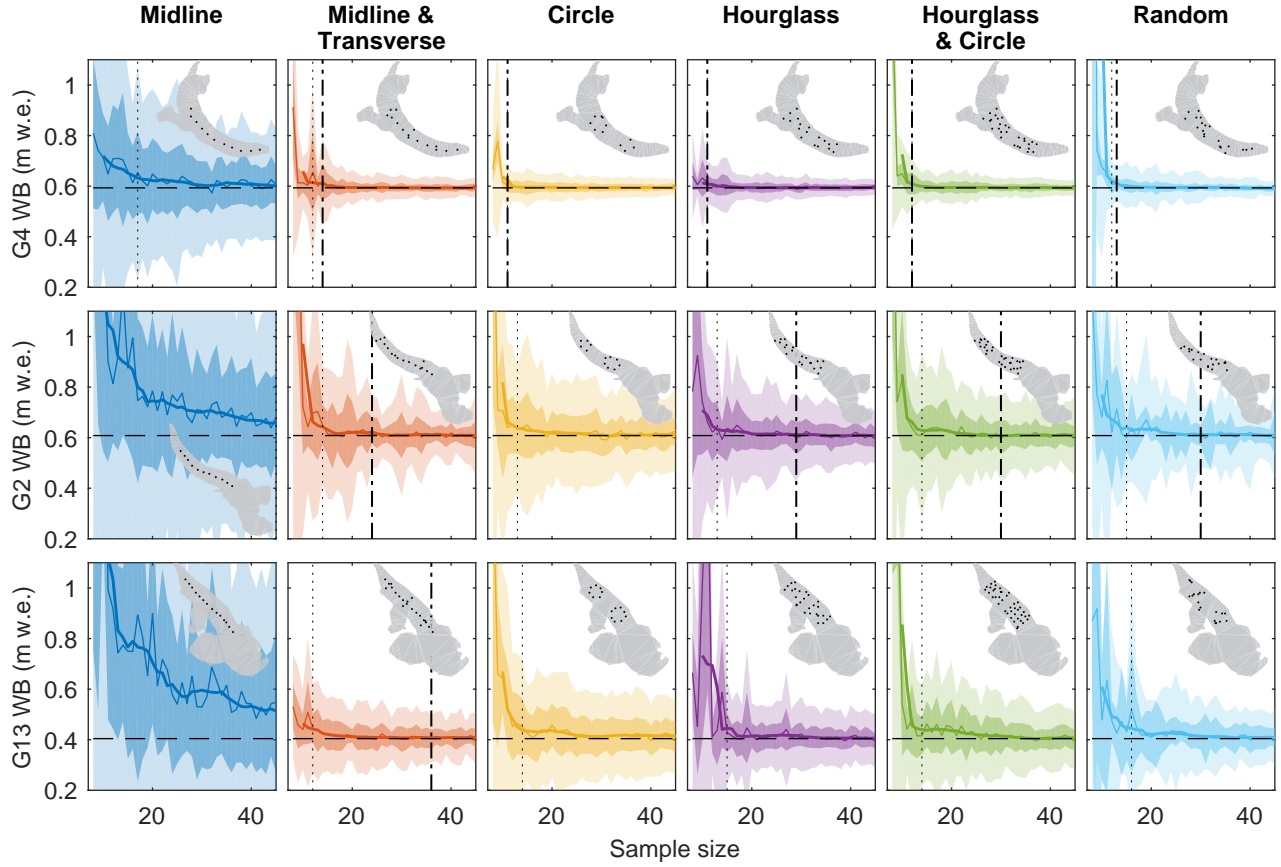 Midline
Midline &
Transverse
Circle
Hourglass
Hourglass
& Circle
Random
G4 WB (m w.e.)
1
0.8
0.6
0.4
0.2
G2 WB (m w.e.)
1
0.8
0.6
0.4
0.2
G13 WB (m w.e.)
1
0.8
0.6
0.4
0.2
20 40
20 40
20 40
20 40
20 40
20 40
Sample size